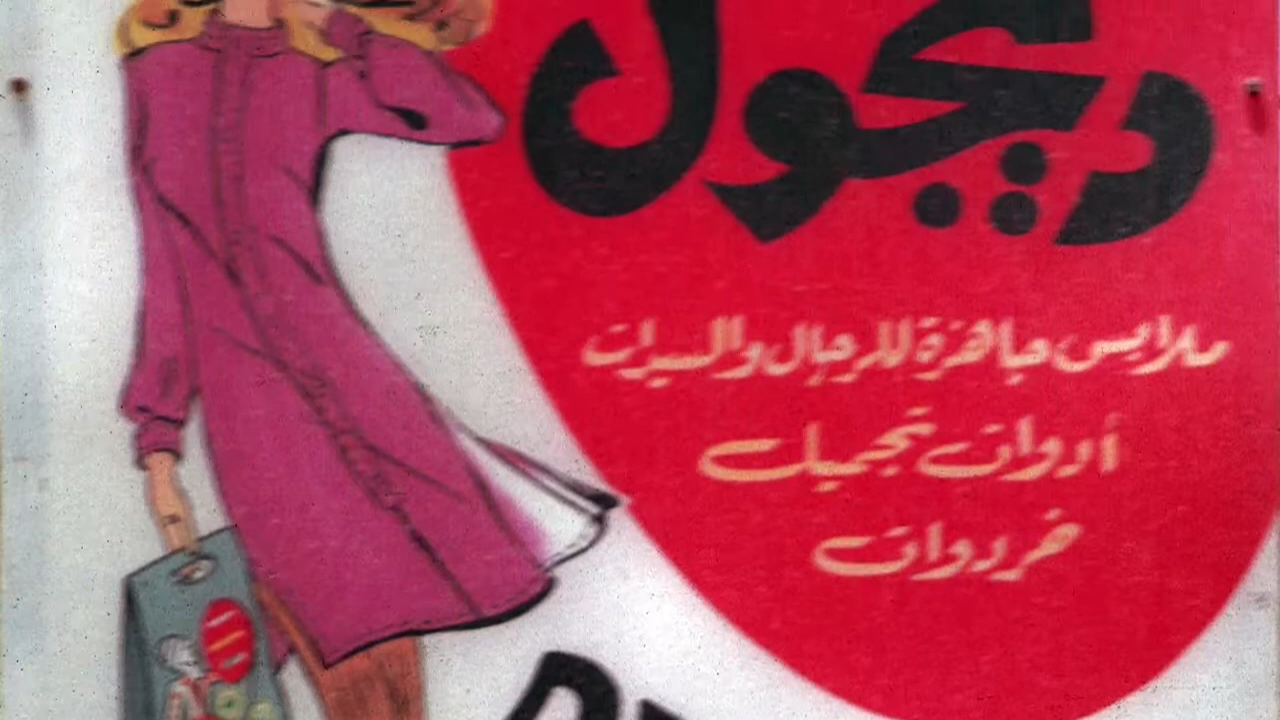 ديجول
ملابس جاهزة للرجال والسيدات
أدوات تجميل
خردوات